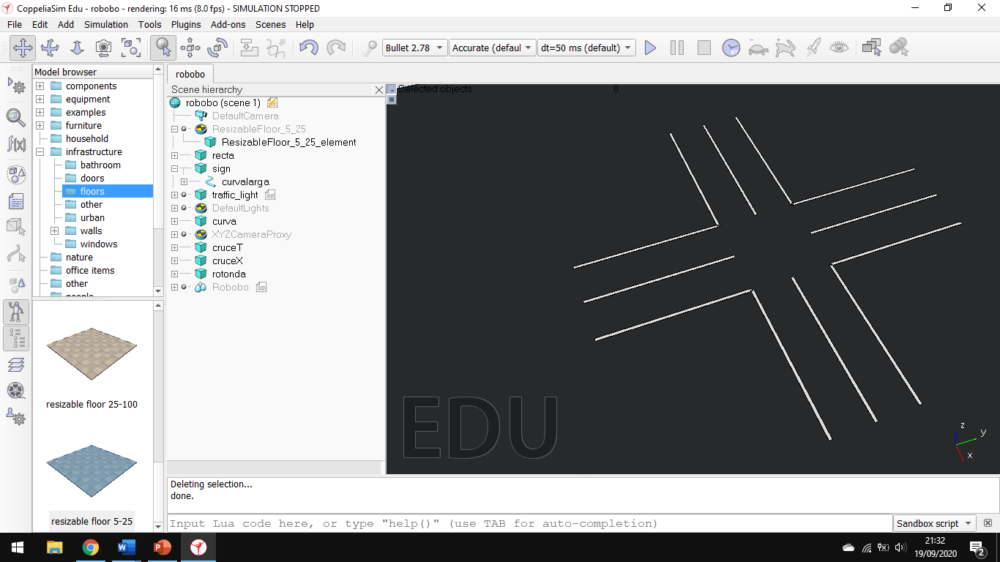 CoppeliaSim Edu - robobo - rendering: 16 ms (8.0 fps) - SIMULATION STOPPED
File Edit Add Simulation Tools Plugins Add-ons Scenes Help
Bullet 2.78 Accurate (defaul dt=50 ms (default) RT
Model browser
components
equipment
examples
furniture
household
infrastructure
bathroom
doors
floors
other
urban
walls
windows
nature
office items
other
people
resizable floor 25-100
resizable floor 5-25
robobo
Scene hierarchy
robobo (scene 1)
DefaultCamera
ResizableFloor_5_25
ResizableFloor_5_25_element
recta
sign
curvalarga
traffic_light
DefaultLights
curva
XYZCameraProxy
cruceT
cruceX
rotonda
Robobo
Selected objects: 0
EDU
z
y
x
Deleting selection...
done.
Input Lua code here, or type "help()" (use TAB for auto-completion)
Sandbox script
21:32
19/09/2020
2